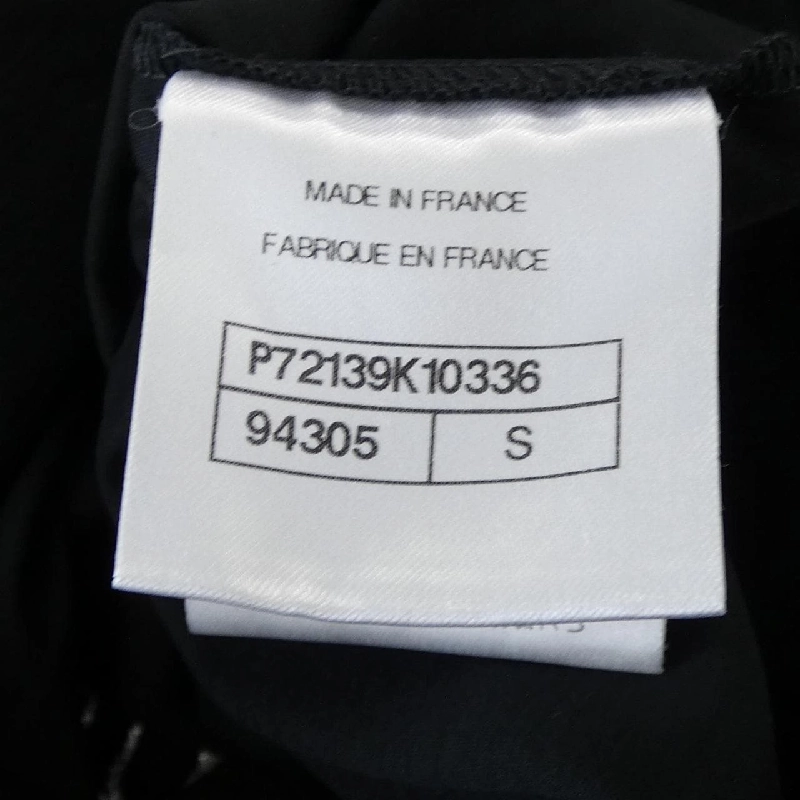 MADE IN FRANCE
FABRIQUE EN FRANCE
P72139K10336
94305 S